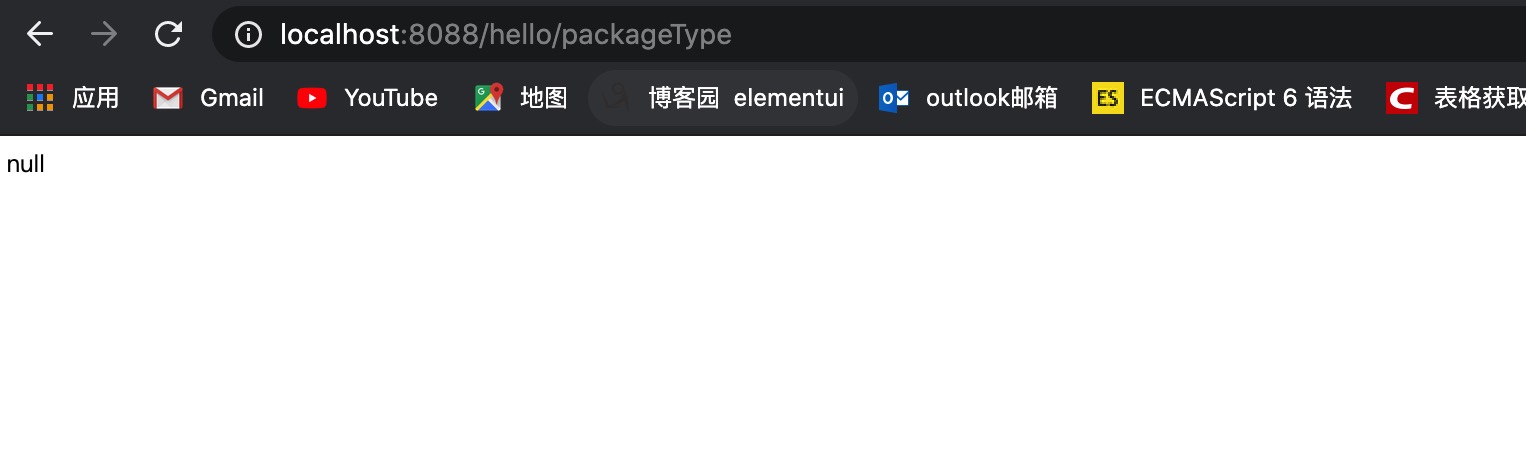 localhost:8088/hello/packageType
应用 Gmail YouTube 地图 博客园 elementui outlook邮箱 ES ECMAScript 6 语法 C 表格获取
null